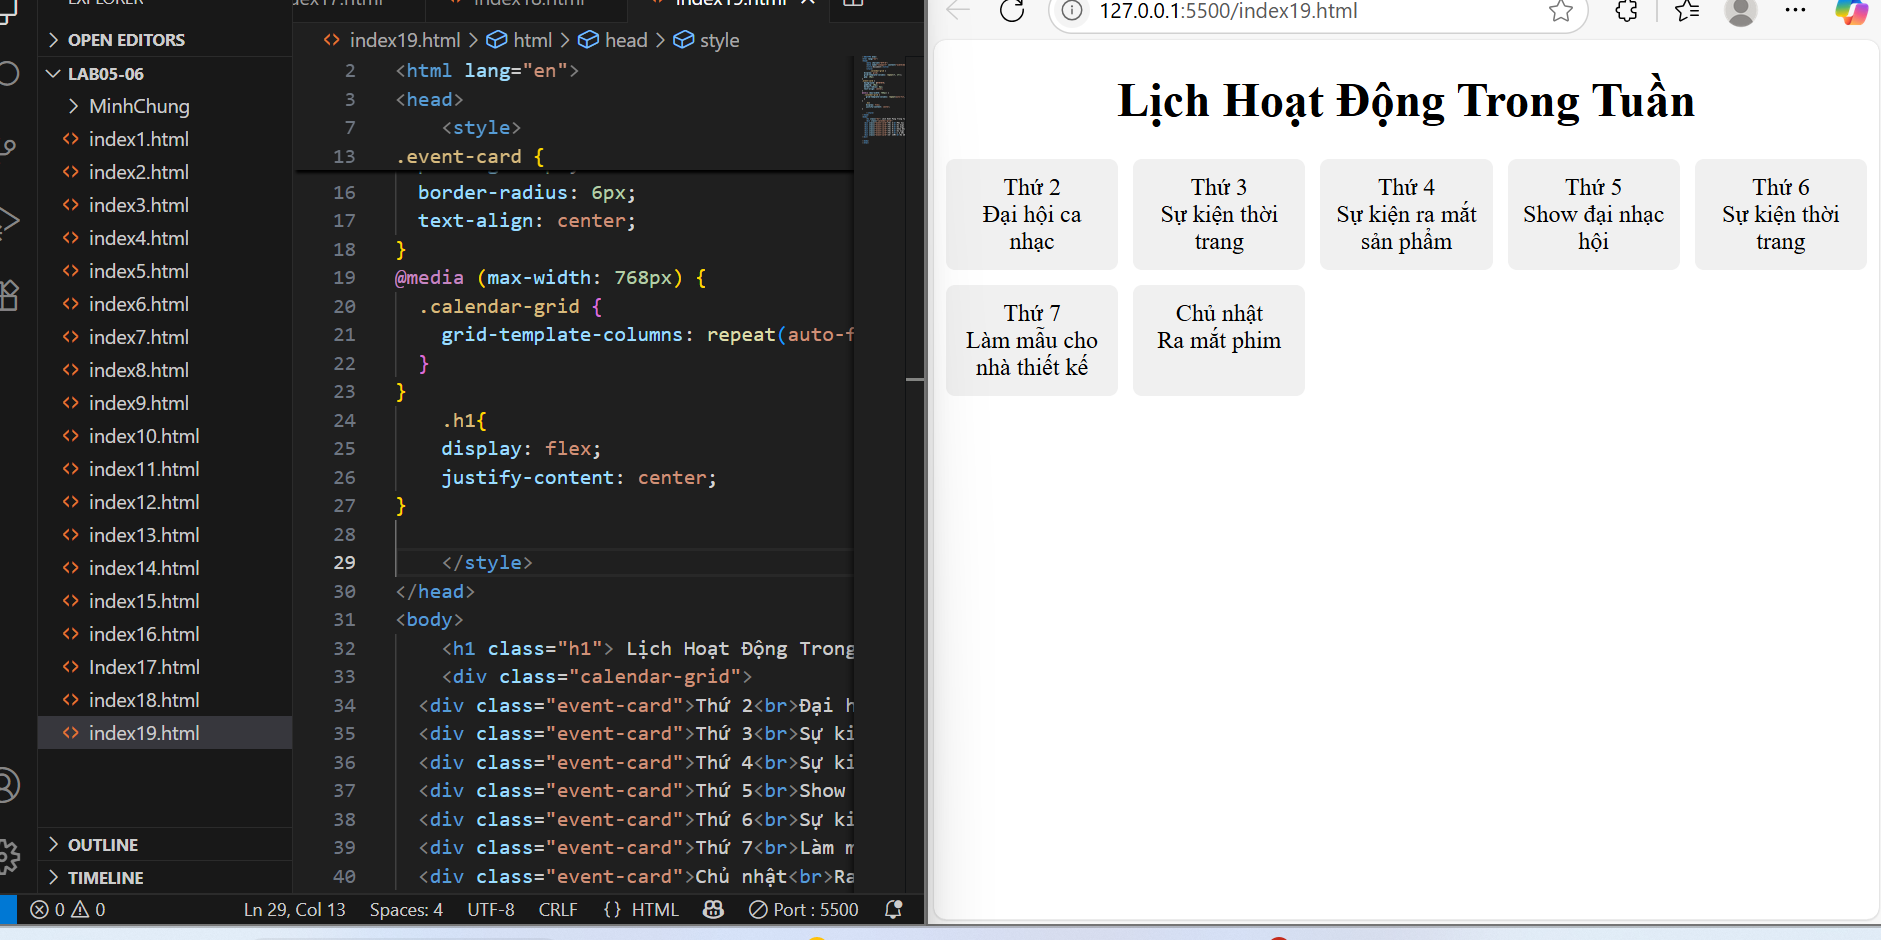 EXPLORER
OPEN EDITORS
LAB05-06
MinhChung
index1.html
index2.html
index3.html
index4.html
index5.html
index6.html
index7.html
index8.html
index9.html
index10.html
index11.html
index12.html
index13.html
index14.html
index15.html
index16.html
Index17.html
index18.html
index19.html
OUTLINE
TIMELINE
index18.html
index19.html
index19.html > html > head > style
2 <html lang="en">
3 <head>
7 <style>
13 .event-card {
16 border-radius: 6px;
17 text-align: center;
18 }
19 @media (max-width: 768px) {
20 .calendar-grid {
21 grid-template-columns: repeat(auto-f
22 }
23 }
24 .h1{
25 display: flex;
26 justify-content: center;
27 }
28
29 </style>
30 </head>
31 <body>
32 <h1 class="h1"> Lịch Hoạt Động Trong
33 <div class="calendar-grid">
34 <div class="event-card">Thứ 2<br>Đại h
35 <div class="event-card">Thứ 3<br>Sự ki
36 <div class="event-card">Thứ 4<br>Sự ki
37 <div class="event-card">Thứ 5<br>Show
38 <div class="event-card">Thứ 6<br>Sự ki
39 <div class="event-card">Thứ 7<br>Làm m
40 <div class="event-card">Chủ nhật<br>Ra
0 0 Ln 29, Col 13 Spaces: 4 UTF-8 CRLF {} HTML Port : 5500
127.0.0.1:5500/index19.html
Lịch Hoạt Động Trong Tuần
Thứ 2
Đại hội ca
nhạc
Thứ 3
Sự kiện thời
trang
Thứ 4
Sự kiện ra mắt
sản phẩm
Thứ 5
Show đại nhạc
hội
Thứ 6
Sự kiện thời
trang
Thứ 7
Làm mẫu cho
nhà thiết kế
Chủ nhật
Ra mắt phim